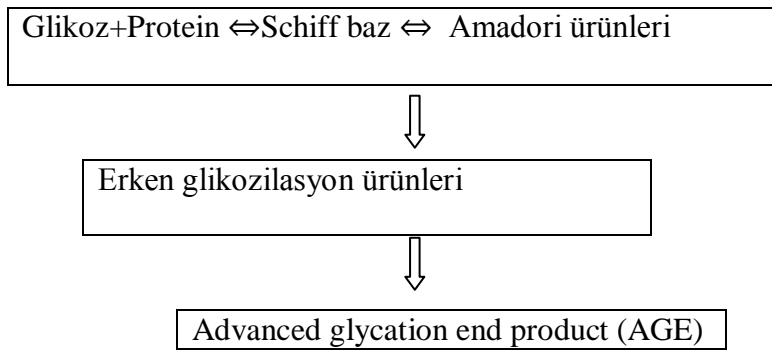 Glikoz+Protein ⇔Schiff baz ⇔ Amadori ürünleri
Erken glikozilasyon ürünleri
Advanced glycation end product (AGE)